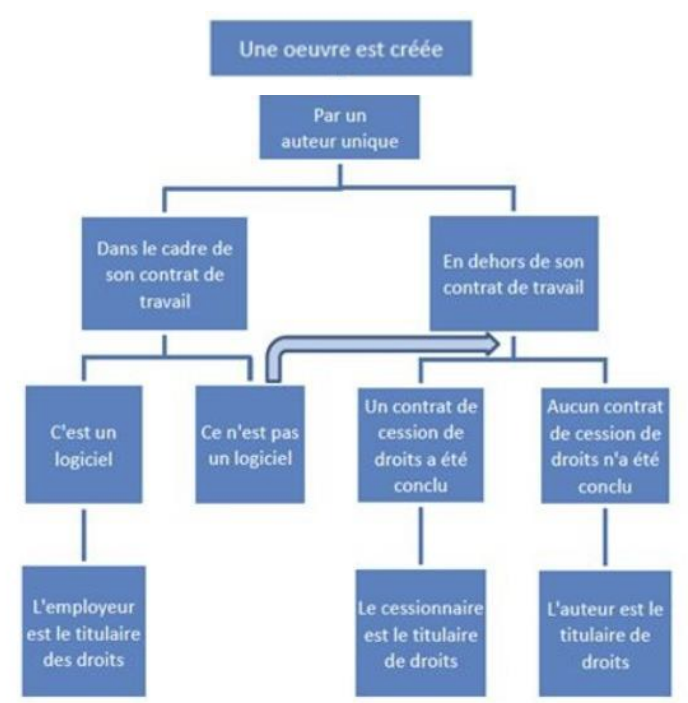 Une oeuvre est créée
Par un
auteur unique
Dans le cadre de
son contrat de
travail
En dehors de son
contrat de travail
C'est un
logiciel
Ce n'est pas
un logiciel
Un contrat de
cession de
droits a été
conclu
Aucun contrat
de cession de
droits n'a été
conclu
L'employeur
est le titulaire
des droits
Le cessionnaire
est le titulaire
de droits
L'auteur est le
titulaire de
droits